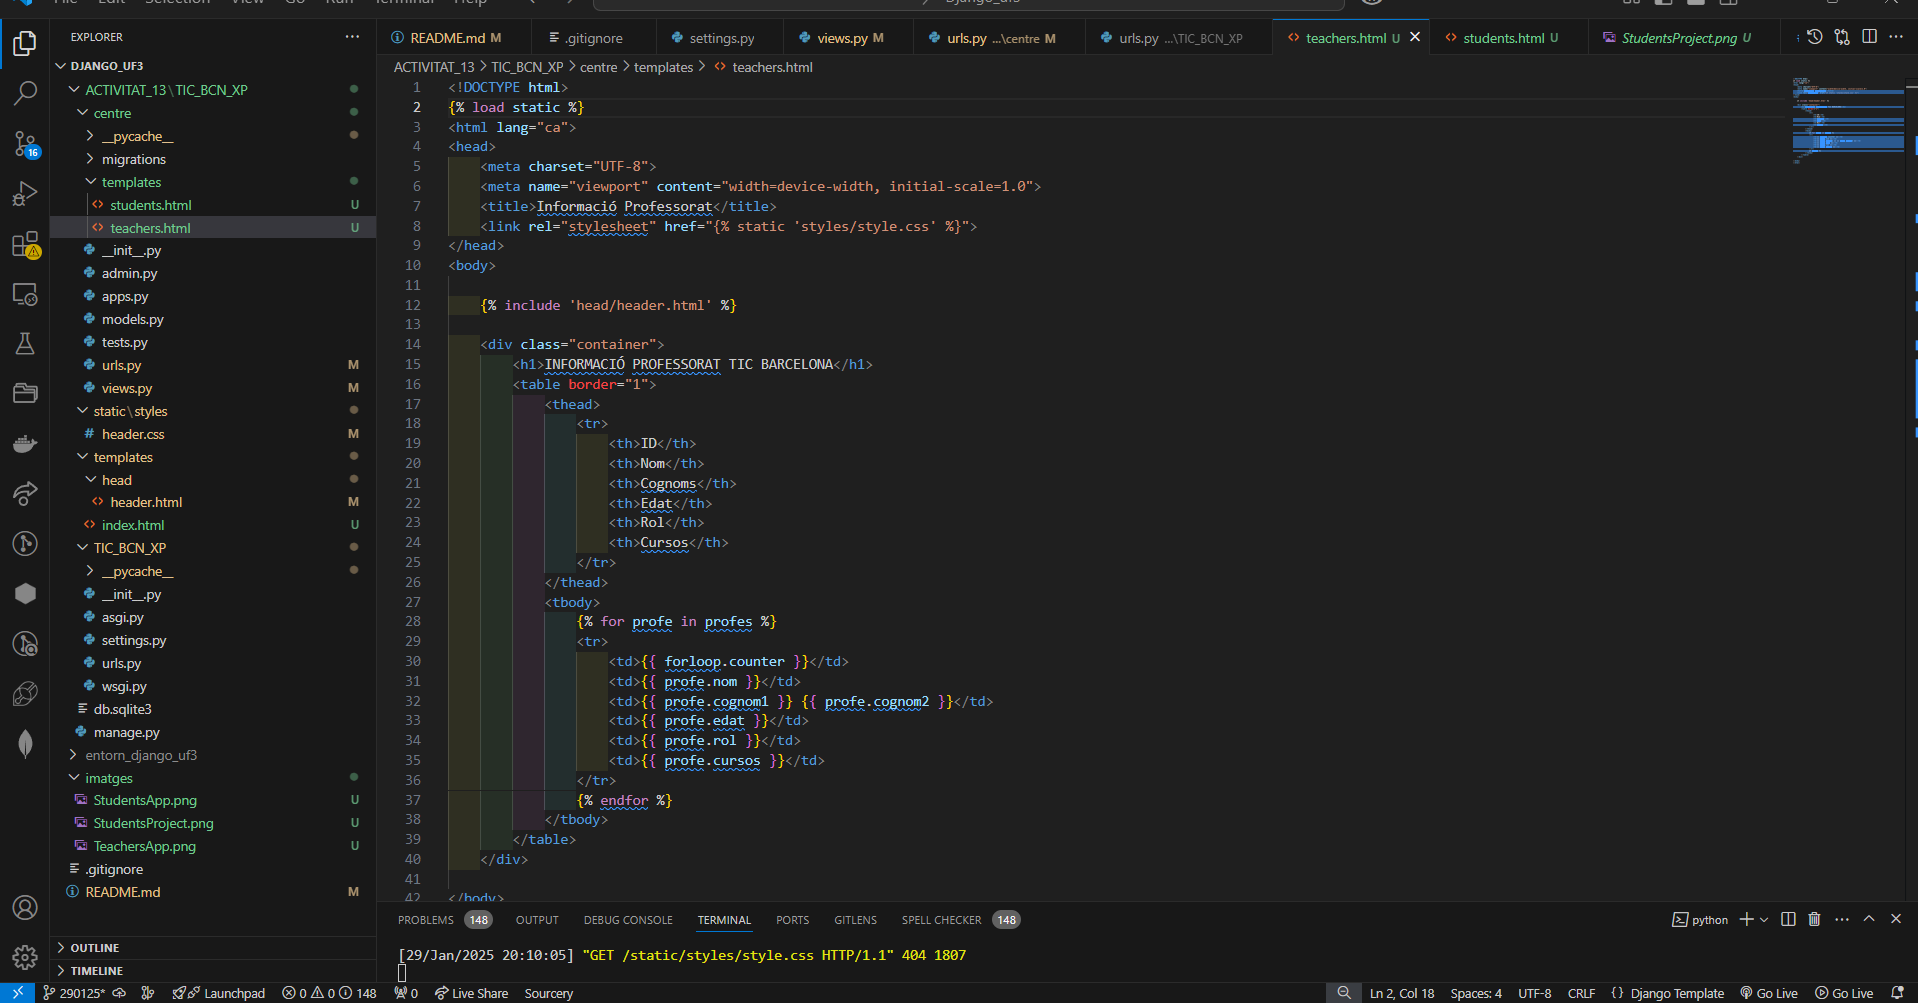 File Edit Selection View Go Run Terminal Help Django_uf3
EXPLORER
README.md M .gitignore settings.py views.py M urls.py ...\centre M urls.py ...\TIC_BCN_XP teachers.html U students.html U StudentsProject.png U
DJANGO_UF3
ACTIVITAT_13\TIC_BCN_XP
centre
__pycache__
migrations
templates
students.html U
teachers.html U
__init__.py
admin.py
apps.py
models.py
tests.py
urls.py M
views.py M
static\styles
header.css M
templates
head
header.html M
index.html U
TIC_BCN_XP
__pycache__
__init__.py
asgi.py
settings.py
urls.py
wsgi.py
db.sqlite3
manage.py
entorn_django_uf3
imatges
StudentsApp.png U
StudentsProject.png U
TeachersApp.png U
.gitignore
README.md M
OUTLINE
TIMELINE
16
ACTIVITAT_13 > TIC_BCN_XP > centre > templates > teachers.html
1 <!DOCTYPE html>
2 {% load static %}
3 <html lang="ca">
4 <head>
5 <meta charset="UTF-8">
6 <meta name="viewport" content="width=device-width, initial-scale=1.0">
7 <title>Informació Professorat</title>
8 <link rel="stylesheet" href="{% static 'styles/style.css' %}">
9 </head>
10 <body>
11
12 {% include 'head/header.html' %}
13
14 <div class="container">
15 <h1>INFORMACIÓ PROFESSORAT TIC BARCELONA</h1>
16 <table border="1">
17 <thead>
18 <tr>
19 <th>ID</th>
20 <th>Nom</th>
21 <th>Cognoms</th>
22 <th>Edat</th>
23 <th>Rol</th>
24 <th>Cursos</th>
25 </tr>
26 </thead>
27 <tbody>
28 {% for profe in profes %}
29 <tr>
30 <td>{{ forloop.counter }}</td>
31 <td>{{ profe.nom }}</td>
32 <td>{{ profe.cognom1 }} {{ profe.cognom2 }}</td>
33 <td>{{ profe.edat }}</td>
34 <td>{{ profe.rol }}</td>
35 <td>{{ profe.cursos }}</td>
36 </tr>
37 {% endfor %}
38 </tbody>
39 </table>
40 </div>
41
42 </body>
PROBLEMS 148 OUTPUT DEBUG CONSOLE TERMINAL PORTS GITLENS SPELL CHECKER 148 python
[29/Jan/2025 20:10:05] "GET /static/styles/style.css HTTP/1.1" 404 1807
290125* Launchpad 0 0 148 0 Live Share Sourcery Ln 2, Col 18 Spaces: 4 UTF-8 CRLF {} Django Template Go Live Go Live